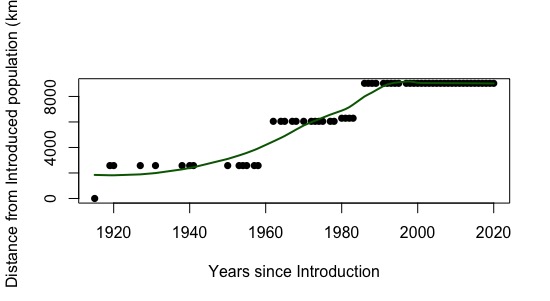 Distance from Introduced population (km
8000
4000
0
1920 1940 1960 1980 2000 2020
Years since Introduction